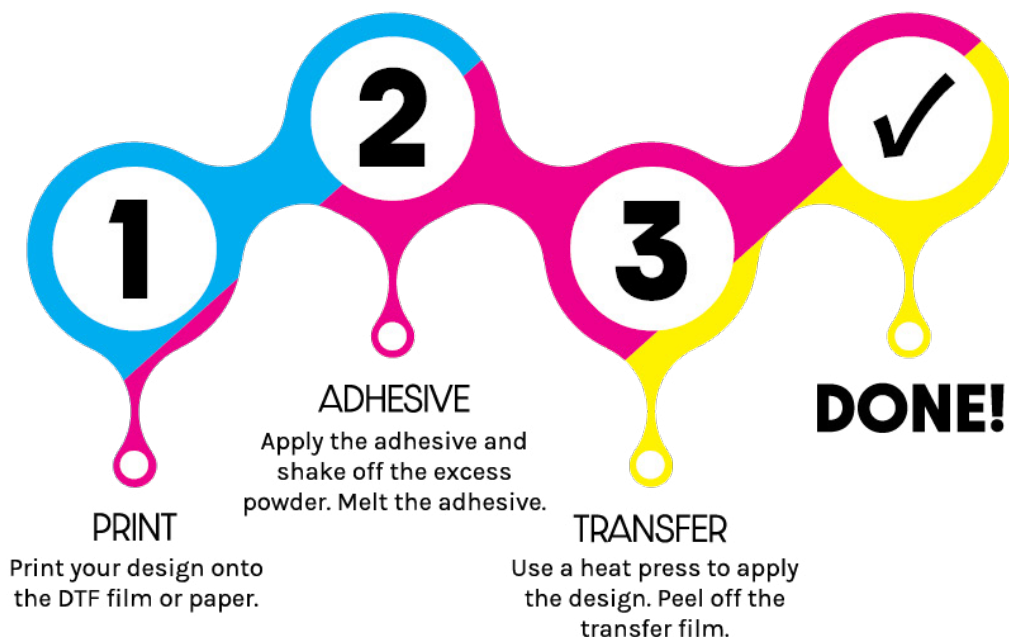 1
PRINT
Print your design onto
the DTF film or paper.
2
ADHESIVE
Apply the adhesive and
shake off the excess
powder. Melt the adhesive.
3
TRANSFER
Use a heat press to apply
the design. Peel off the
transfer film.
✓
DONE!